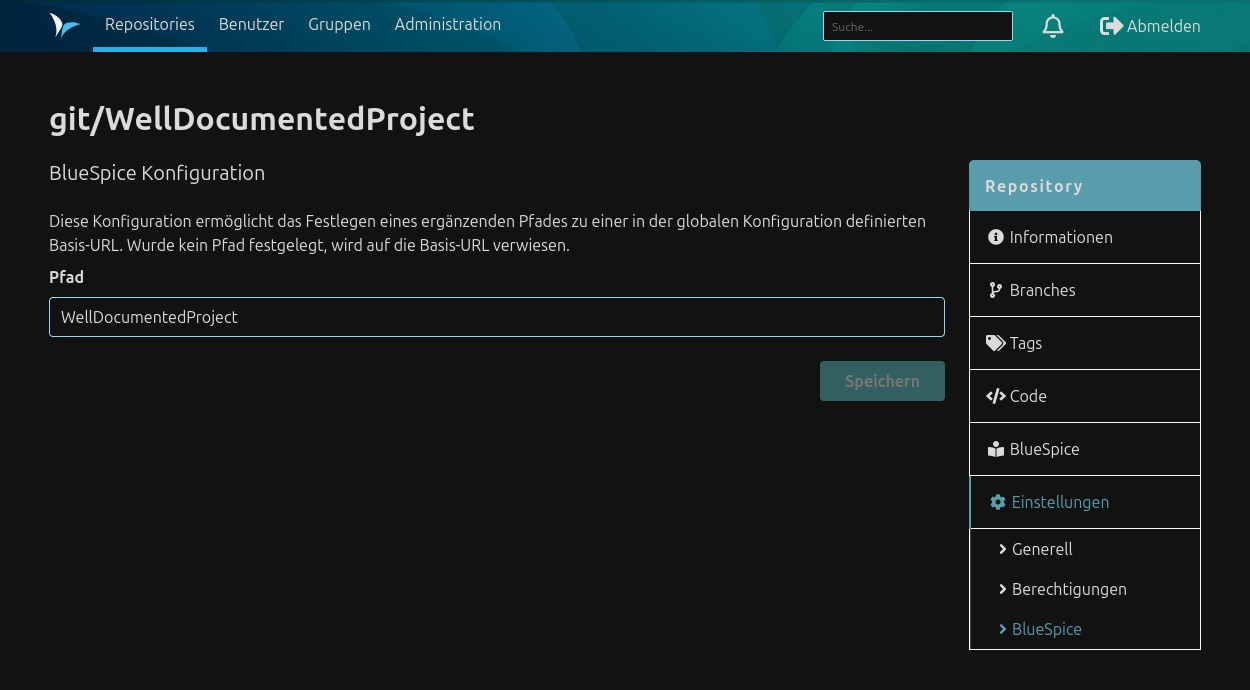 Repositories Benutzer Gruppen Administration Suche... Abmelden
git/WellDocumentedProject
BlueSpice Konfiguration
Diese Konfiguration ermöglicht das Festlegen eines ergänzenden Pfades zu einer in der globalen Konfiguration definierten
Basis-URL. Wurde kein Pfad festgelegt, wird auf die Basis-URL verwiesen.
Pfad
WellDocumentedProject
Speichern
Repository
Informationen
Branches
Tags
Code
BlueSpice
Einstellungen
Generell
Berechtigungen
BlueSpice